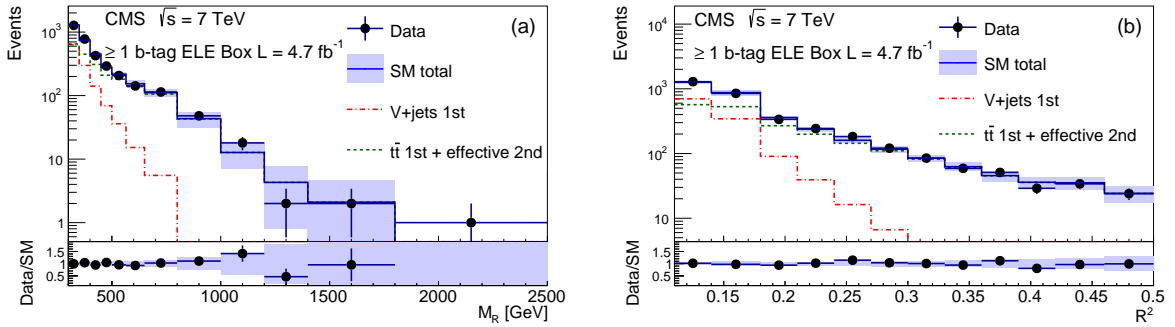 (a)
CMS √s = 7 TeV
≥ 1 b-tag ELE Box L = 4.7 fb⁻¹
Data
SM total
V+jets 1st
tt̄ 1st + effective 2nd
Events
10³
10²
10
1
Data/SM
1.5
1
0.5
500 1000 1500 2000 2500
M_R [GeV]
(b)
CMS √s = 7 TeV
≥ 1 b-tag ELE Box L = 4.7 fb⁻¹
Data
SM total
V+jets 1st
tt̄ 1st + effective 2nd
Events
10⁴
10³
10²
10
Data/SM
1.5
1
0.5
0.15 0.2 0.25 0.3 0.35 0.4 0.45 0.5
R²